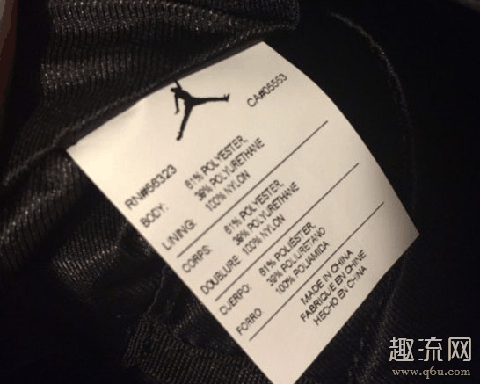 RN#56323 CA#05553
BODY: 61% POLYESTER,
39% POLYURETHANE
LINING: 100% NYLON
CORPS: 61% POLYESTER,
39% POLYURETHANE
DOUBLURE: 100% NYLON
CUERPO: 61% POLIÉSTER,
39% POLIURETANO
FORRO: 100% POLIAMIDA
MADE IN CHINA
FABRIQUÉ EN CHINE
HECHO EN CHINA
趣流网
www.q6u.com